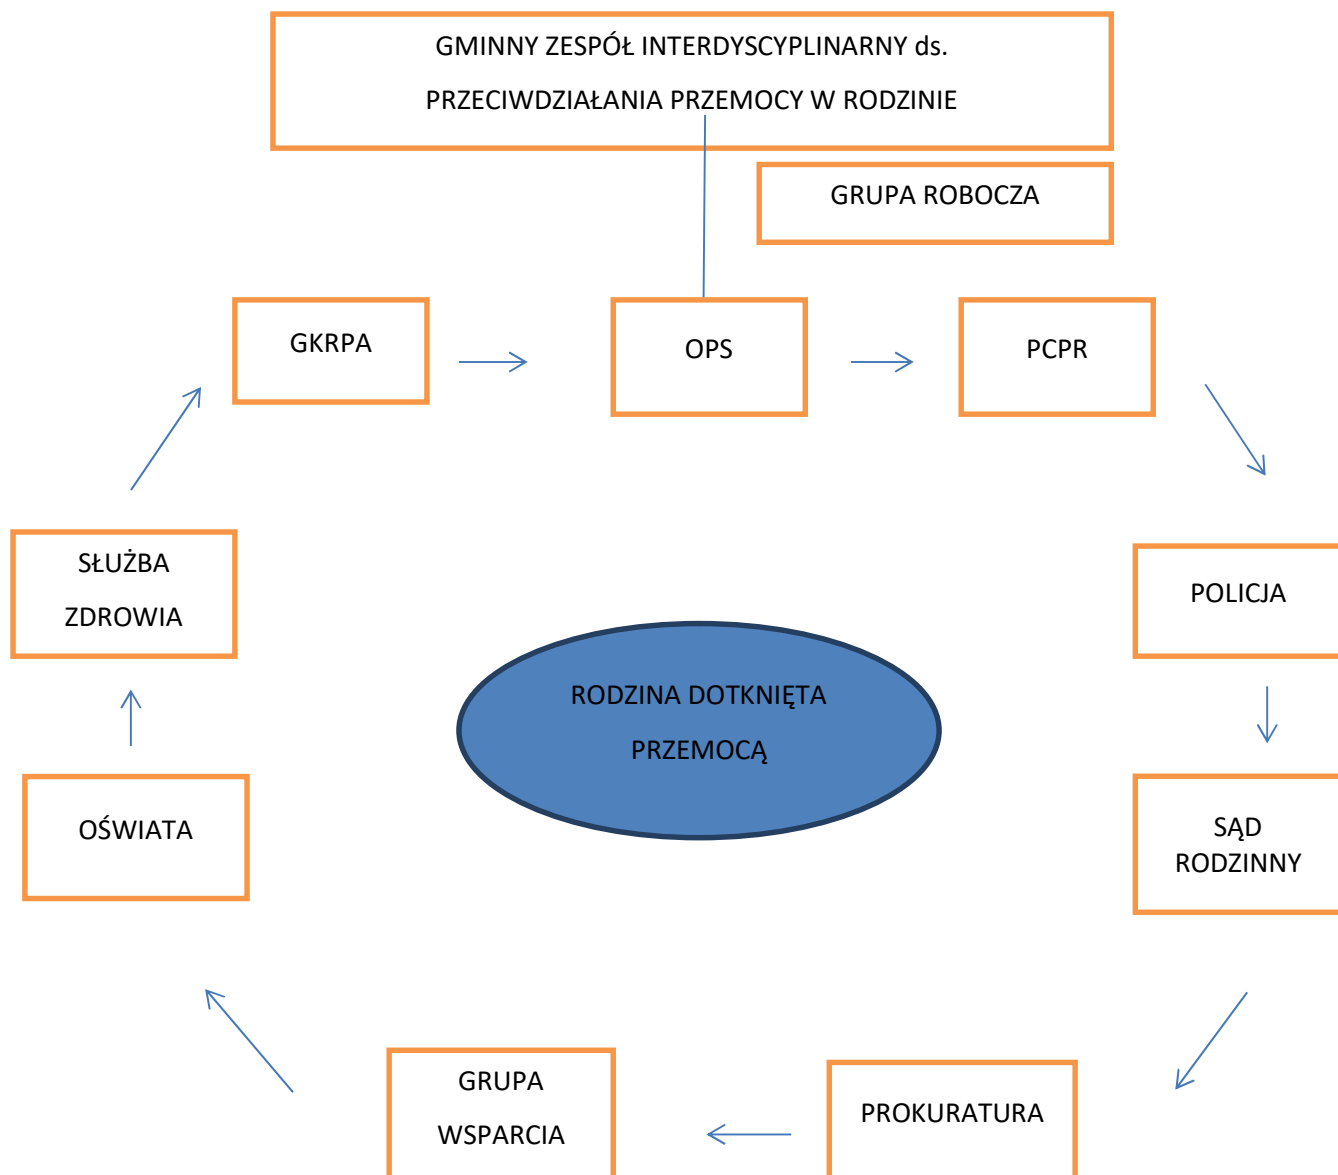 GMINNY ZESPÓŁ INTERDYSCYPLINARNY ds.
PRZECIWDZIAŁANIA PRZEMOCY W RODZINIE
GRUPA ROBOCZA
GKRPA
OPS
PCPR
SŁUŻBA
ZDROWIA
POLICJA
RODZINA DOTKNIĘTA
PRZEMOCĄ
OŚWIATA
SĄD
RODZINNY
GRUPA
WSPARCIA
PROKURATURA